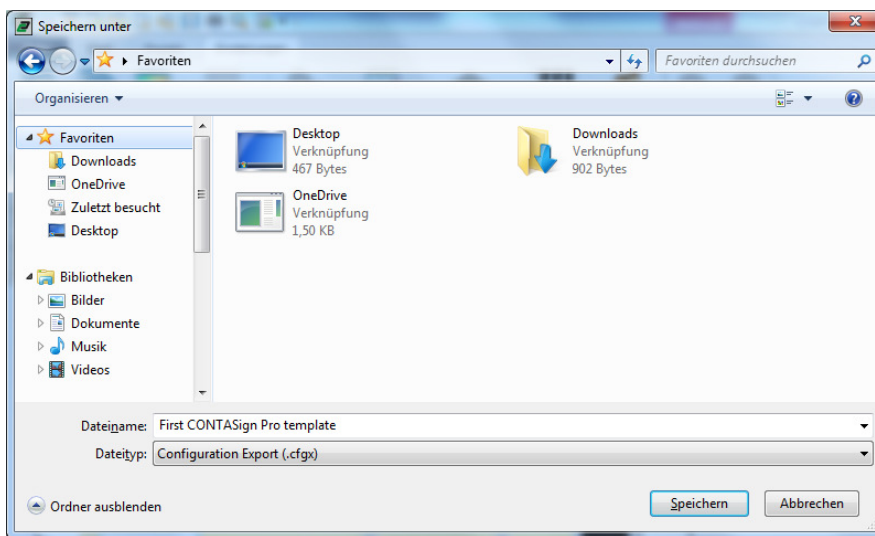 Speichern unter
Favoriten
Favoriten durchsuchen
Organisieren
Favoriten
Downloads
OneDrive
Zuletzt besucht
Desktop
Bibliotheken
Bilder
Dokumente
Musik
Videos
Desktop
Verknüpfung
467 Bytes
Downloads
Verknüpfung
902 Bytes
OneDrive
Verknüpfung
1,50 KB
Dateiname: First CONTASign Pro template
Dateityp: Configuration Export (.cfgx)
Ordner ausblenden
Speichern
Abbrechen